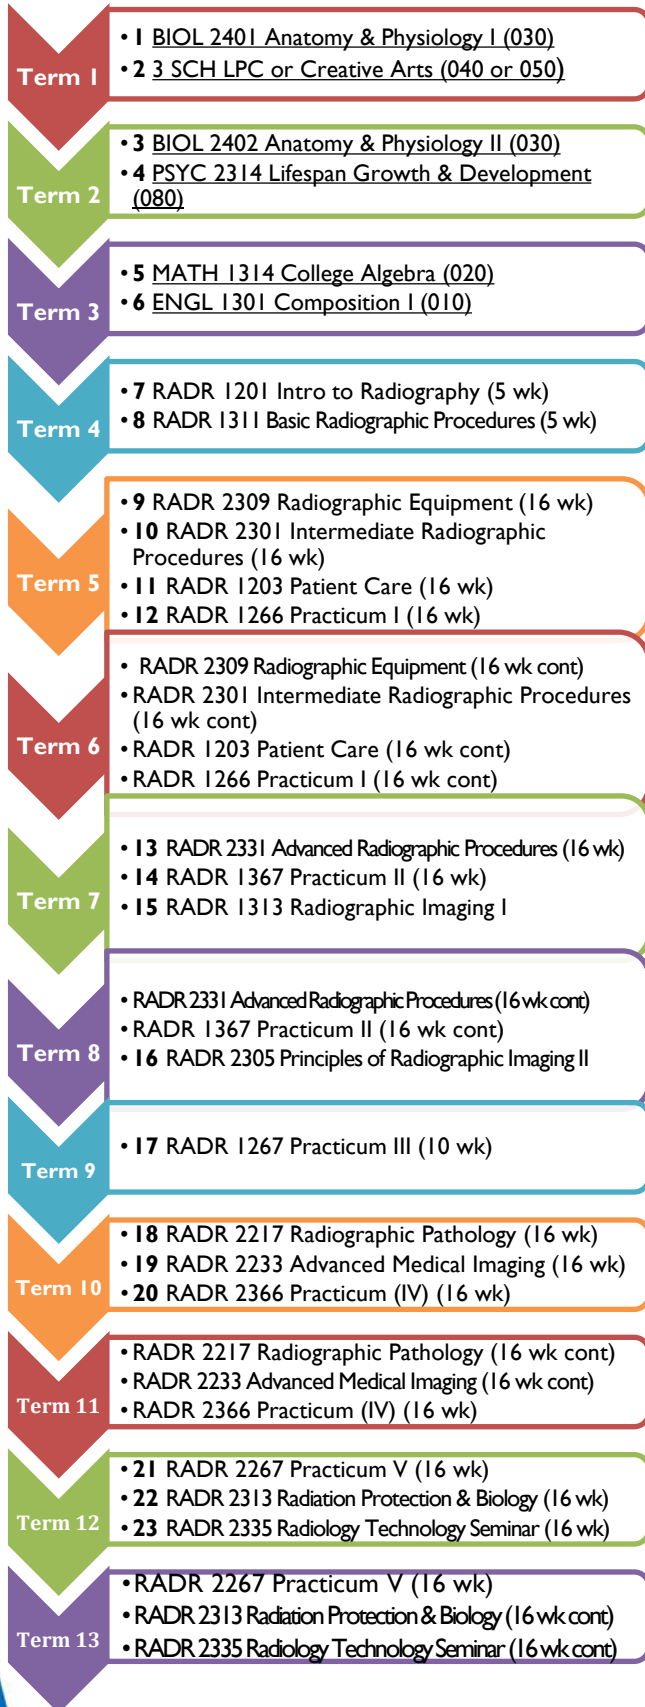 Term 1
• 1 BIOL 2401 Anatomy & Physiology I (030)
• 2 3 SCH LPC or Creative Arts (040 or 050)
Term 2
• 3 BIOL 2402 Anatomy & Physiology II (030)
• 4 PSYC 2314 Lifespan Growth & Development
(080)
Term 3
• 5 MATH 1314 College Algebra (020)
• 6 ENGL 1301 Composition I (010)
Term 4
• 7 RADR 1201 Intro to Radiography (5 wk)
• 8 RADR 1311 Basic Radiographic Procedures (5 wk)
Term 5
• 9 RADR 2309 Radiographic Equipment (16 wk)
• 10 RADR 2301 Intermediate Radiographic
Procedures (16 wk)
• 11 RADR 1203 Patient Care (16 wk)
• 12 RADR 1266 Practicum I (16 wk)
Term 6
• RADR 2309 Radiographic Equipment (16 wk cont)
• RADR 2301 Intermediate Radiographic Procedures
(16 wk cont)
• RADR 1203 Patient Care (16 wk cont)
• RADR 1266 Practicum I (16 wk cont)
Term 7
• 13 RADR 2331 Advanced Radiographic Procedures (16 wk)
• 14 RADR 1367 Practicum II (16 wk)
• 15 RADR 1313 Radiographic Imaging I
Term 8
• RADR 2331 Advanced Radiographic Procedures (16 wk cont)
• RADR 1367 Practicum II (16 wk cont)
• 16 RADR 2305 Principles of Radiographic Imaging II
Term 9
• 17 RADR 1267 Practicum III (10 wk)
Term 10
• 18 RADR 2217 Radiographic Pathology (16 wk)
• 19 RADR 2233 Advanced Medical Imaging (16 wk)
• 20 RADR 2366 Practicum (IV) (16 wk)
Term 11
• RADR 2217 Radiographic Pathology (16 wk cont)
• RADR 2233 Advanced Medical Imaging (16 wk cont)
• RADR 2366 Practicum (IV) (16 wk)
Term 12
• 21 RADR 2267 Practicum V (16 wk)
• 22 RADR 2313 Radiation Protection & Biology (16 wk)
• 23 RADR 2335 Radiology Technology Seminar (16 wk)
Term 13
• RADR 2267 Practicum V (16 wk)
• RADR 2313 Radiation Protection & Biology (16 wk cont)
• RADR 2335 Radiology Technology Seminar (16 wk cont)